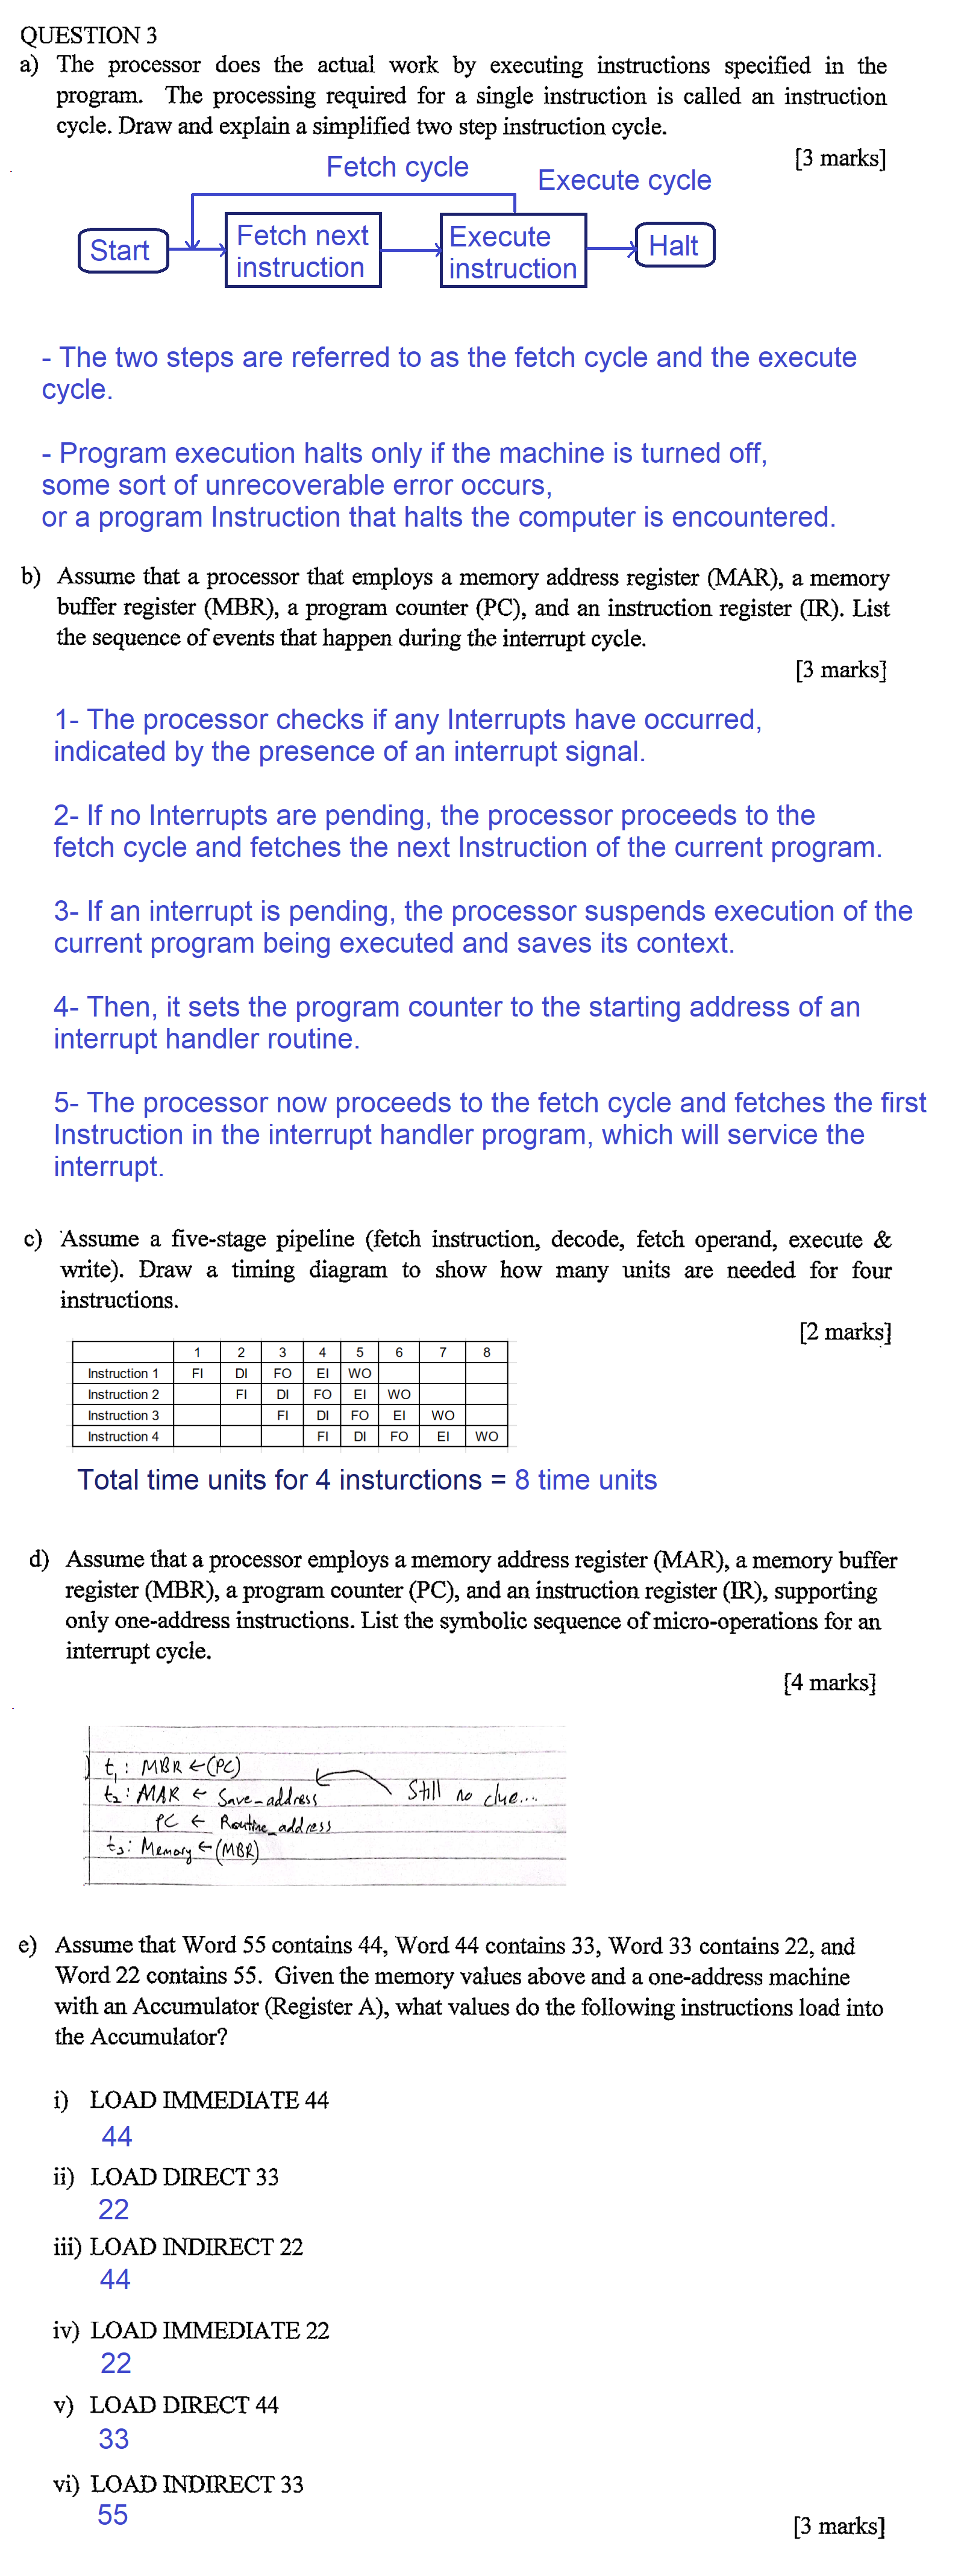 QUESTION 3
a) The processor does the actual work by executing instructions specified in the
program. The processing required for a single instruction is called an instruction
cycle. Draw and explain a simplified two step instruction cycle.
[3 marks]
Fetch cycle
Execute cycle
Start
Fetch next
instruction
Execute
instruction
Halt
- The two steps are referred to as the fetch cycle and the execute
cycle.
- Program execution halts only if the machine is turned off,
some sort of unrecoverable error occurs,
or a program Instruction that halts the computer is encountered.
b) Assume that a processor that employs a memory address register (MAR), a memory
buffer register (MBR), a program counter (PC), and an instruction register (IR). List
the sequence of events that happen during the interrupt cycle.
[3 marks]
1- The processor checks if any Interrupts have occurred,
indicated by the presence of an interrupt signal.
2- If no Interrupts are pending, the processor proceeds to the
fetch cycle and fetches the next Instruction of the current program.
3- If an interrupt is pending, the processor suspends execution of the
current program being executed and saves its context.
4- Then, it sets the program counter to the starting address of an
interrupt handler routine.
5- The processor now proceeds to the fetch cycle and fetches the first
Instruction in the interrupt handler program, which will service the
interrupt.
c) Assume a five-stage pipeline (fetch instruction, decode, fetch operand, execute &
write). Draw a timing diagram to show how many units are needed for four
instructions.
[2 marks]
1 2 3 4 5 6 7 8
Instruction 1 FI DI FO EI WO
Instruction 2 FI DI FO EI WO
Instruction 3 FI DI FO EI WO
Instruction 4 FI DI FO EI WO
Total time units for 4 insturctions = 8 time units
d) Assume that a processor employs a memory address register (MAR), a memory buffer
register (MBR), a program counter (PC), and an instruction register (IR), supporting
only one-address instructions. List the symbolic sequence of micro-operations for an
interrupt cycle.
[4 marks]
t1: MBR ← (PC)
t2: MAR ← Save-address Still no clue...
PC ← Routine_address
t3: Memory ← (MBR)
e) Assume that Word 55 contains 44, Word 44 contains 33, Word 33 contains 22, and
Word 22 contains 55. Given the memory values above and a one-address machine
with an Accumulator (Register A), what values do the following instructions load into
the Accumulator?
i) LOAD IMMEDIATE 44
44
ii) LOAD DIRECT 33
22
iii) LOAD INDIRECT 22
44
iv) LOAD IMMEDIATE 22
22
v) LOAD DIRECT 44
33
vi) LOAD INDIRECT 33
55
[3 marks]